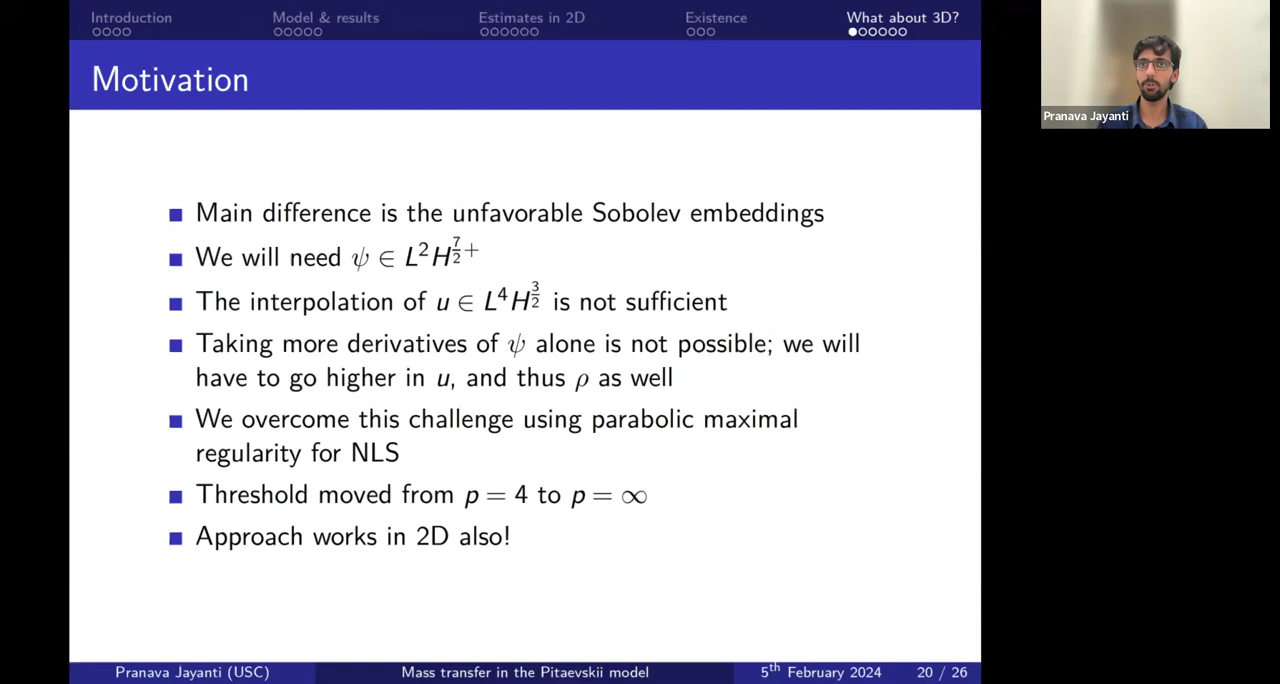 Introduction Model & results Estimates in 2D Existence What about 3D?
Motivation
Main difference is the unfavorable Sobolev embeddings
We will need ψ ∈ L²H^{7/2+}
The interpolation of u ∈ L⁴H^{3/2} is not sufficient
Taking more derivatives of ψ alone is not possible; we will
have to go higher in u, and thus ρ as well
We overcome this challenge using parabolic maximal
regularity for NLS
Threshold moved from p = 4 to p = ∞
Approach works in 2D also!
Pranava Jayanti (USC) Mass transfer in the Pitaevskii model 5th February 2024 20 / 26
Pranava Jayanti